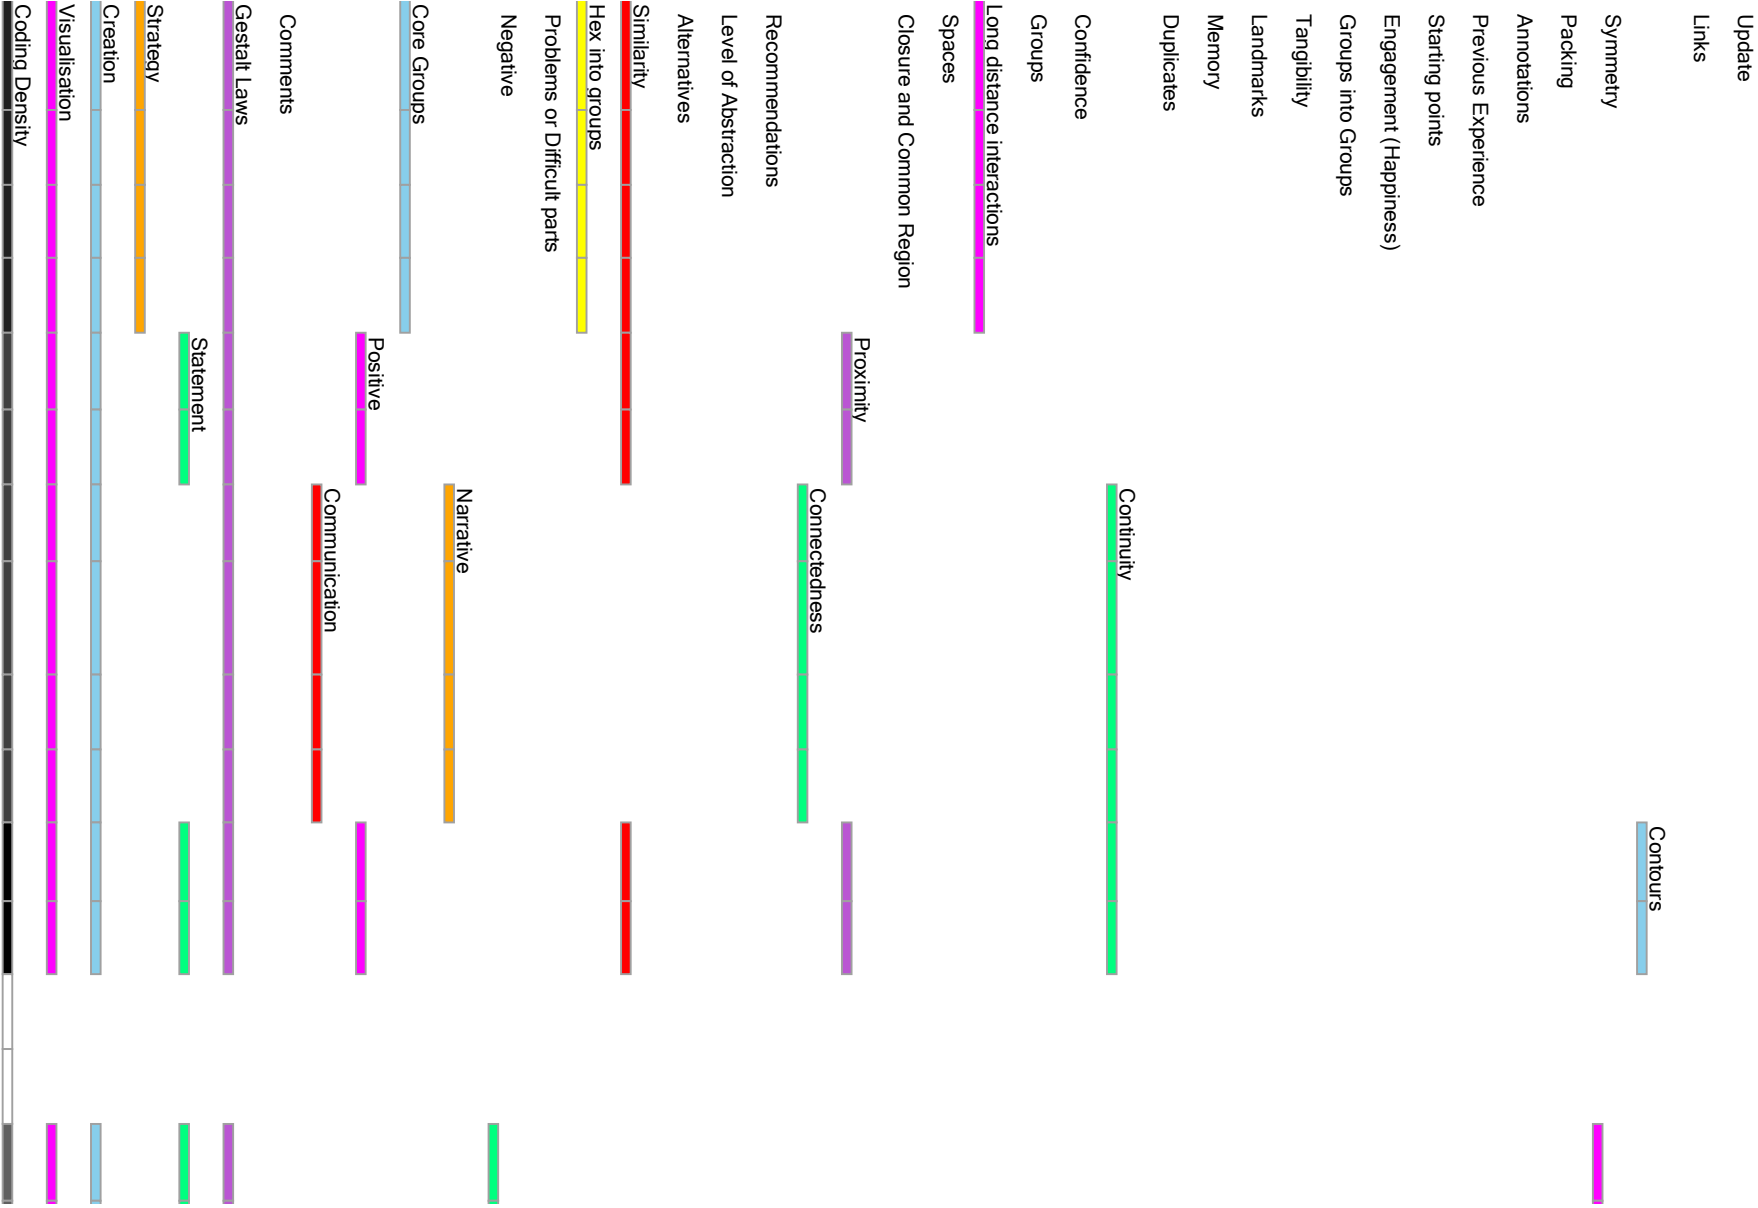 Coding Density
Visualisation
Creation
Strategy
Statement
Gestalt Laws
Comments
Communication
Positive
Core Groups
Narrative
Negative
Problems or Difficult parts
Hex into groups
Similarity
Alternatives
Level of Abstraction
Recommendations
Connectedness
Proximity
Closure and Common Region
Spaces
Long distance interactions
Groups
Confidence
Continuity
Duplicates
Memory
Landmarks
Tangibility
Groups into Groups
Engagement (Happiness)
Starting points
Previous Experience
Annotations
Packing
Symmetry
Contours
Links
Update